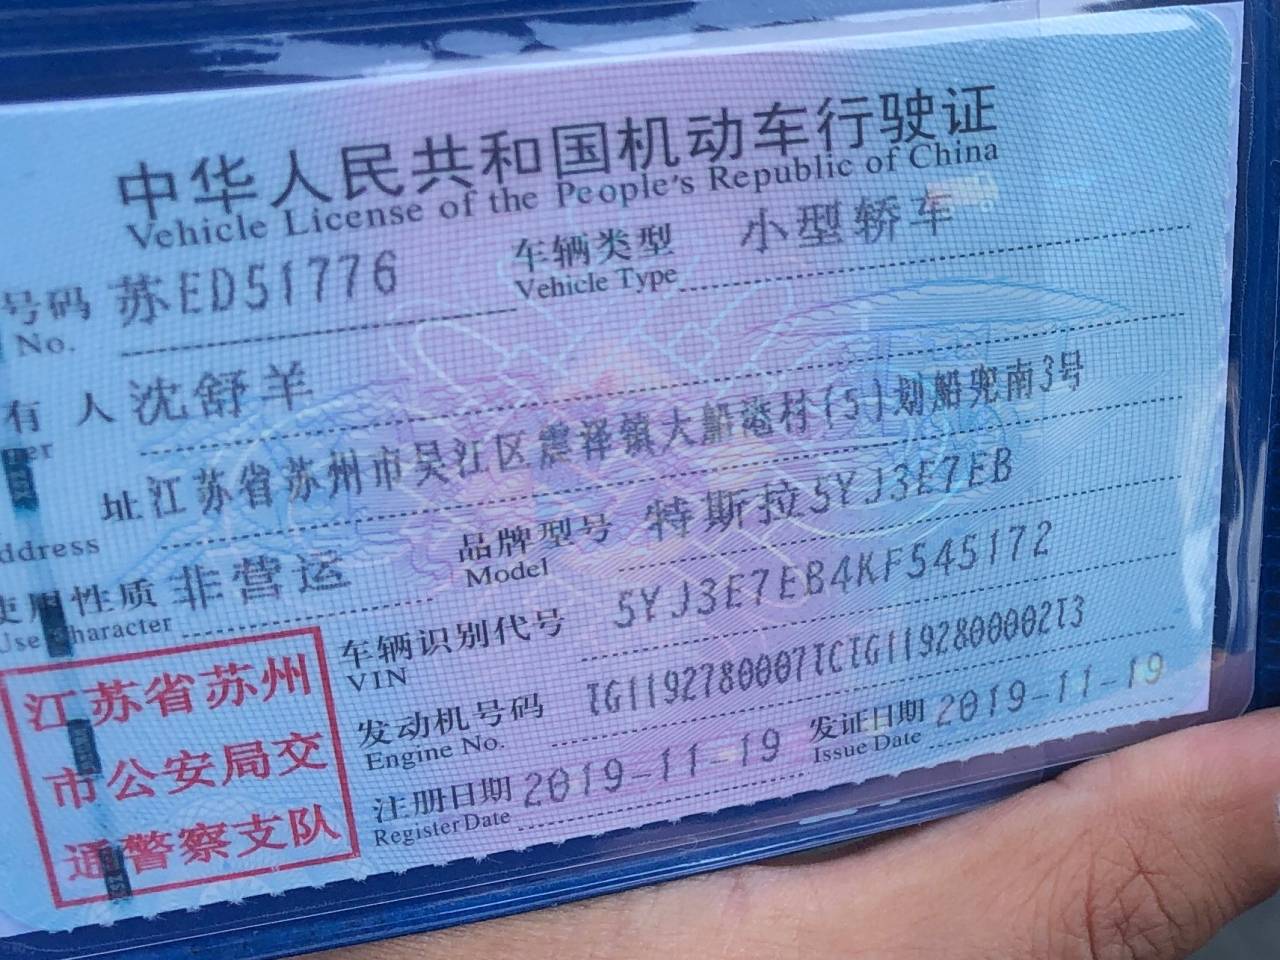 中华人民共和国机动车行驶证
Vehicle License of the People's Republic of China
号码 苏ED51776 车辆类型 小型轿车
No. Vehicle Type
有人 沈舒羊
er
址 江苏省苏州市吴江区震泽镇大船港村(5)划船兜南3号
ddress
使用性质 非营运 品牌型号 特斯拉5YJ3E7EB
Use Character Model
车辆识别代号 5YJ3E7EB4KF545172
VIN
发动机号码 TG1192780007TCTG1192800002T3
Engine No.
注册日期 2019-11-19 发证日期 2019-11-19
Register Date Issue Date
江苏省苏州
市公安局交
通警察支队